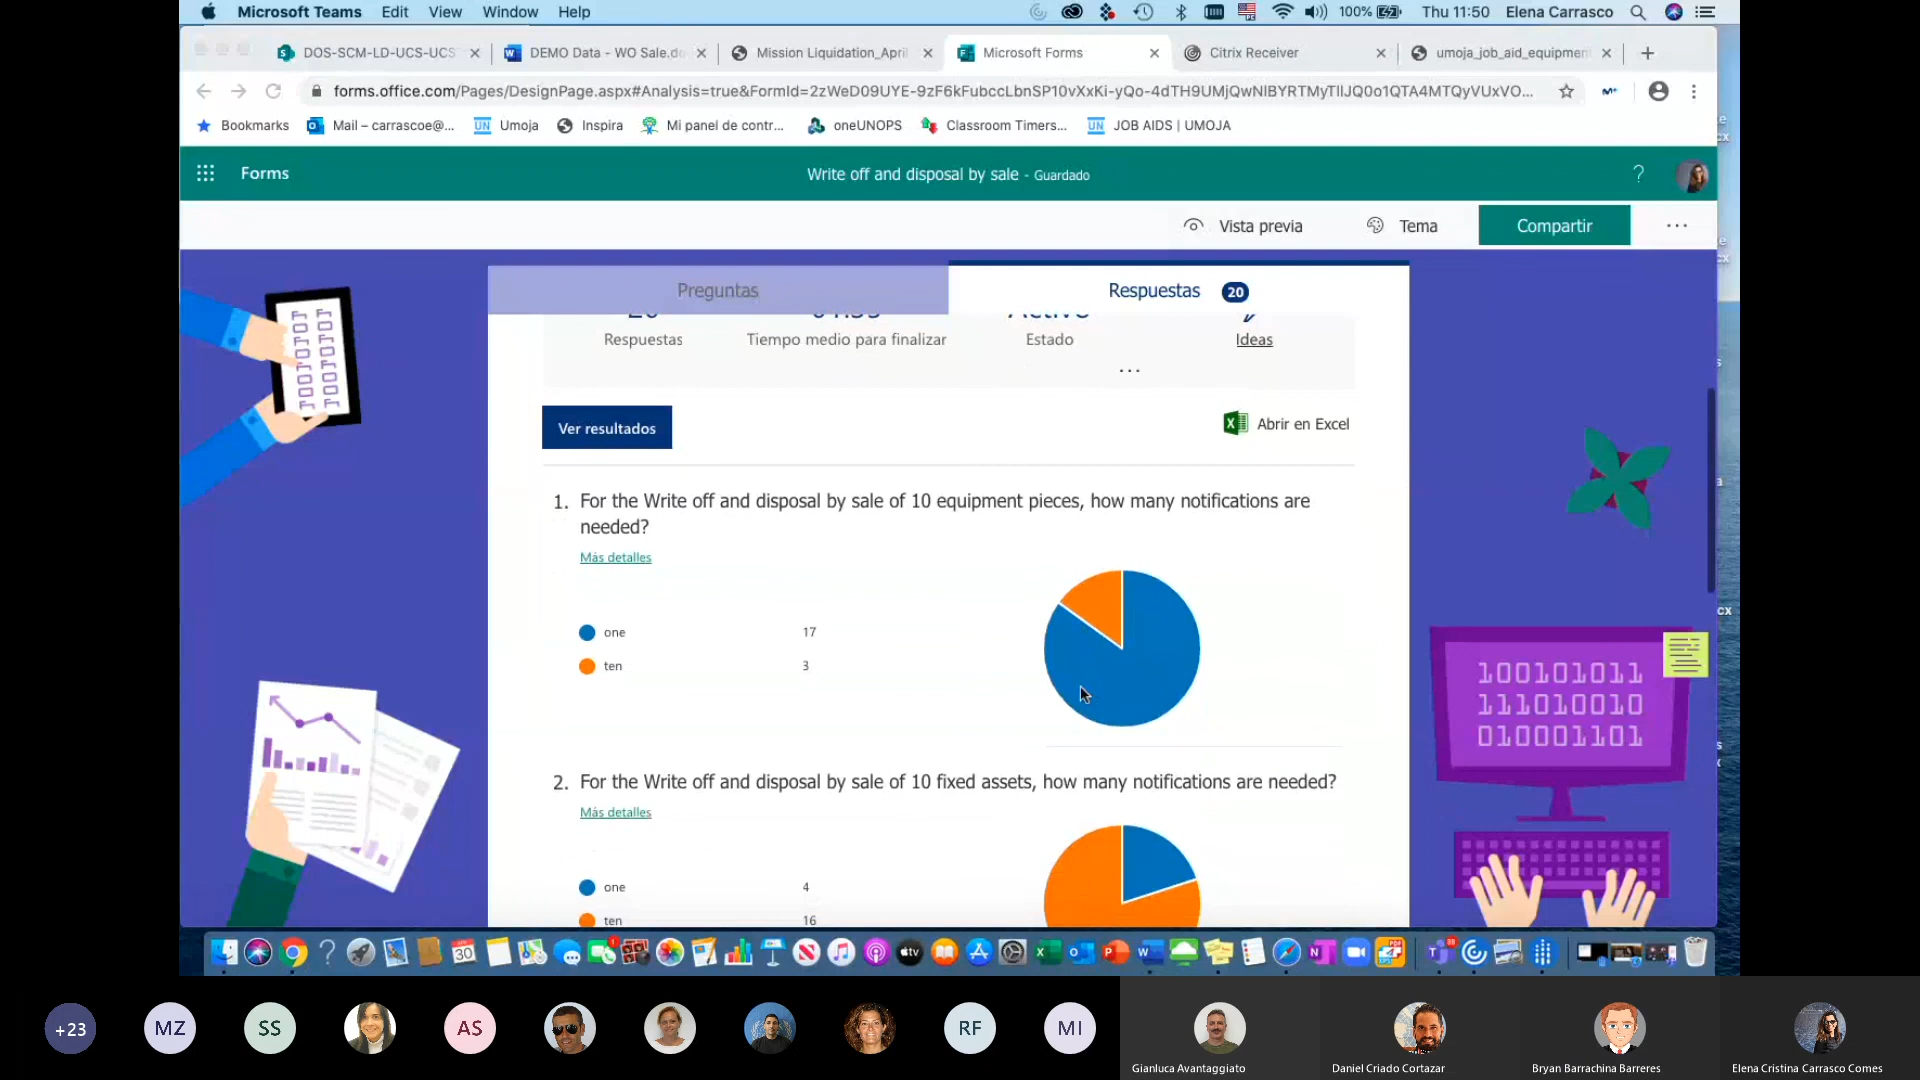 Microsoft Teams Edit View Window Help 100% Thu 11:50 Elena Carrasco
DOS-SCM-LD-UCS-UCS DEMO Data - WO Sale.do Mission Liquidation_April Microsoft Forms Citrix Receiver umoja_job_aid_equipment
forms.office.com/Pages/DesignPage.aspx#Analysis=true&FormId=2zWeD09UYE-9zF6kFubccLbnSP10vXxKi-yQo-4dTH9UMjQwNlBYRTMyTllJQ0o1QTA4MTQyVUxVO...
Bookmarks Mail – carrascoe@... UN Umoja Inspira Mi panel de contr... oneUNOPS Classroom Timers... UN JOB AIDS | UMOJA
Forms Write off and disposal by sale - Guardado ?
Vista previa Tema Compartir ...
Preguntas Respuestas 20
Respuestas Tiempo medio para finalizar Estado Ideas
...
Ver resultados Abrir en Excel
1. For the Write off and disposal by sale of 10 equipment pieces, how many notifications are
needed?
Más detalles
one 17
ten 3
2. For the Write off and disposal by sale of 10 fixed assets, how many notifications are needed?
Más detalles
one 4
ten 16
100101011
111010010
010001101
+23 MZ SS AS RF MI
Gianluca Avantaggiato Daniel Criado Cortazar Bryan Barrachina Barreres Elena Cristina Carrasco Comes